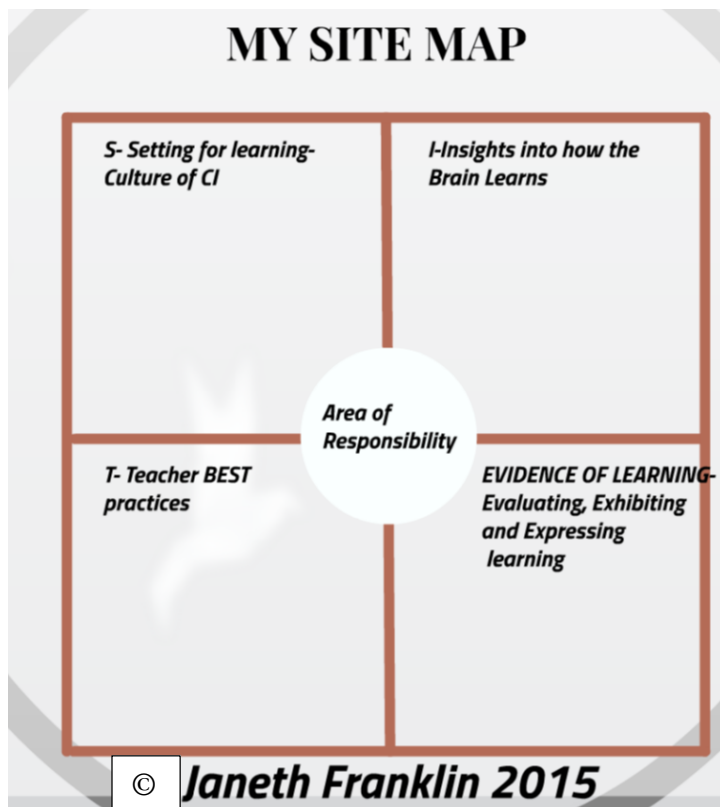 MY SITE MAP
S- Setting for learning-
Culture of CI
I-Insights into how the
Brain Learns
Area of
Responsibility
T- Teacher BEST
practices
EVIDENCE OF LEARNING-
Evaluating, Exhibiting
and Expressing
learning
© Janeth Franklin 2015